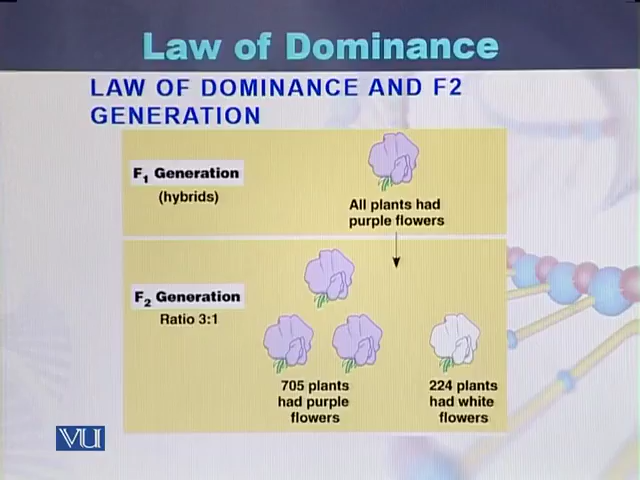 Law of Dominance
LAW OF DOMINANCE AND F2
GENERATION
F1 Generation
(hybrids)
All plants had
purple flowers
F2 Generation
Ratio 3:1
705 plants
had purple
flowers
224 plants
had white
flowers
VU